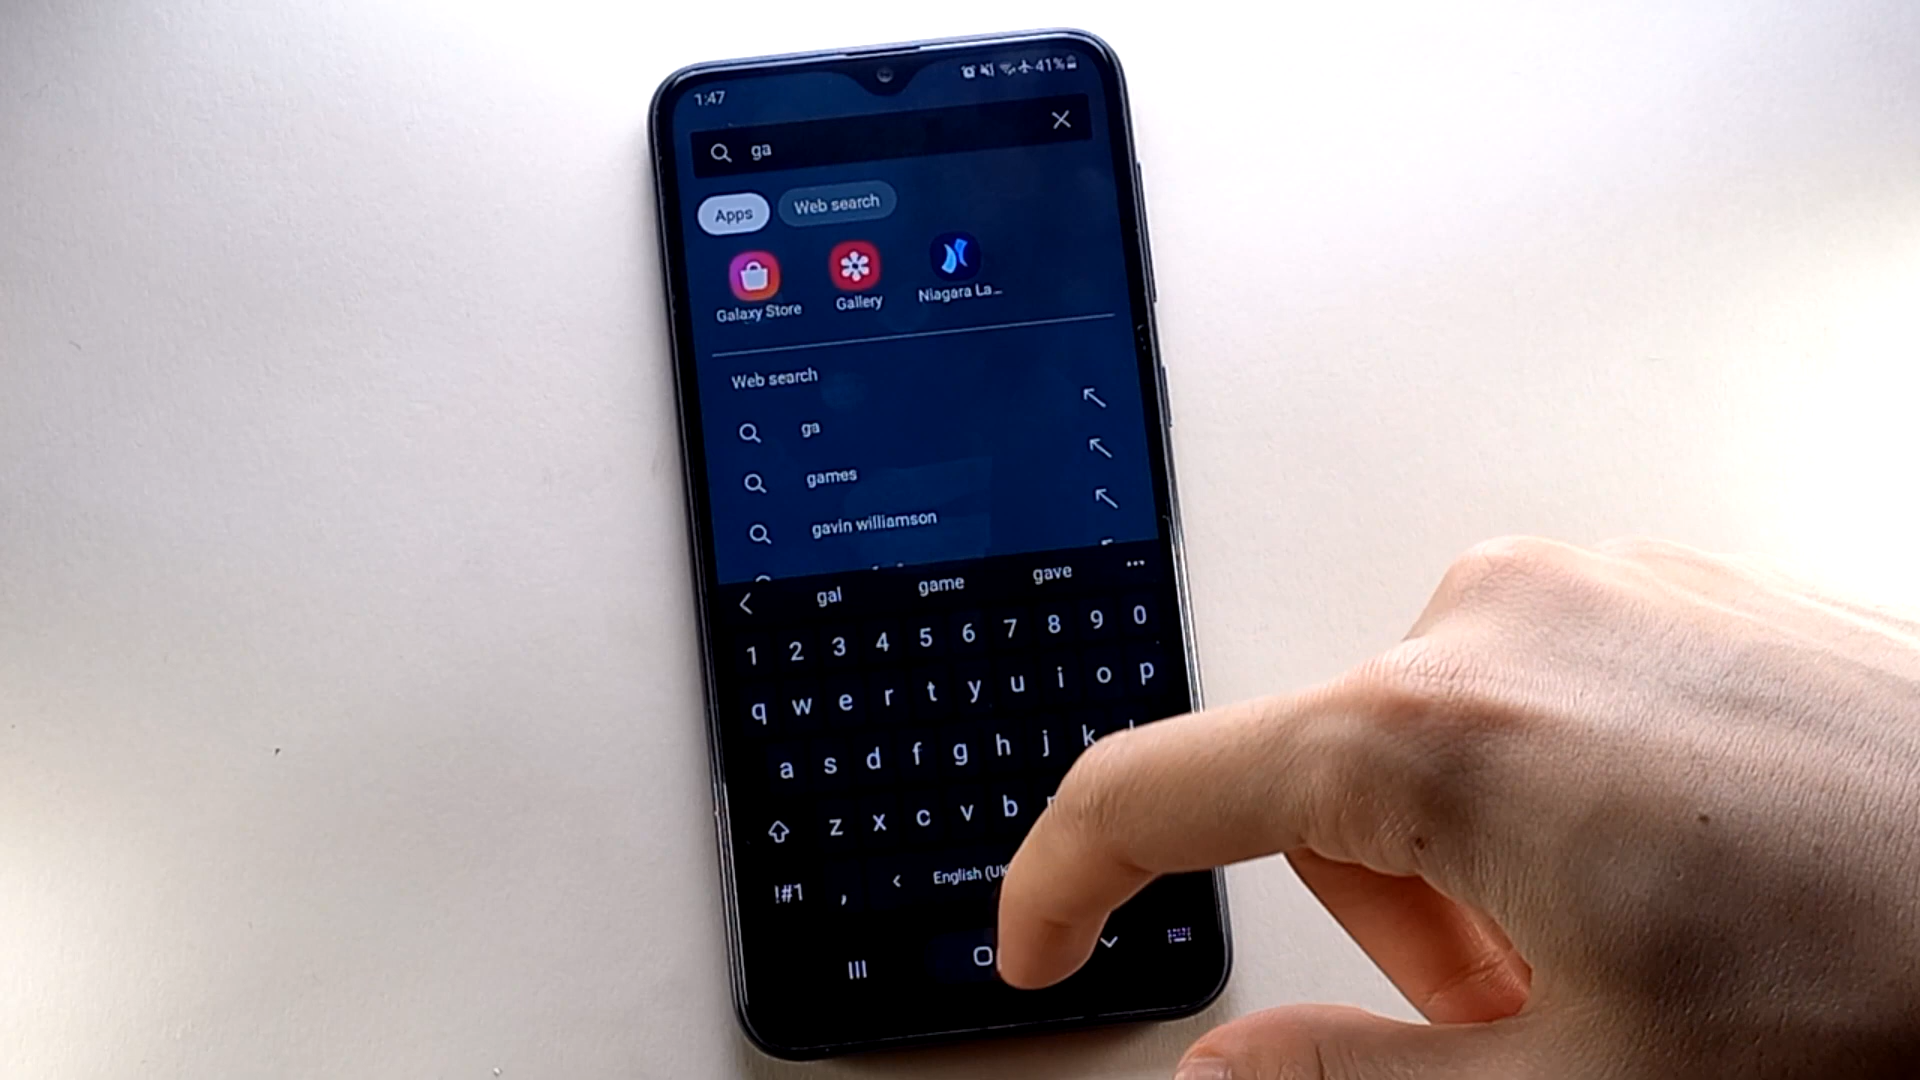 1:47
41%
ga
Apps
Web search
Galaxy Store
Gallery
Niagara La...
Web search
ga
games
gavin williamson
gal
game
gave
1 2 3 4 5 6 7 8 9 0
q w e r t y u i o p
a s d f g h j k
z x c v b
!#1 , English (UK